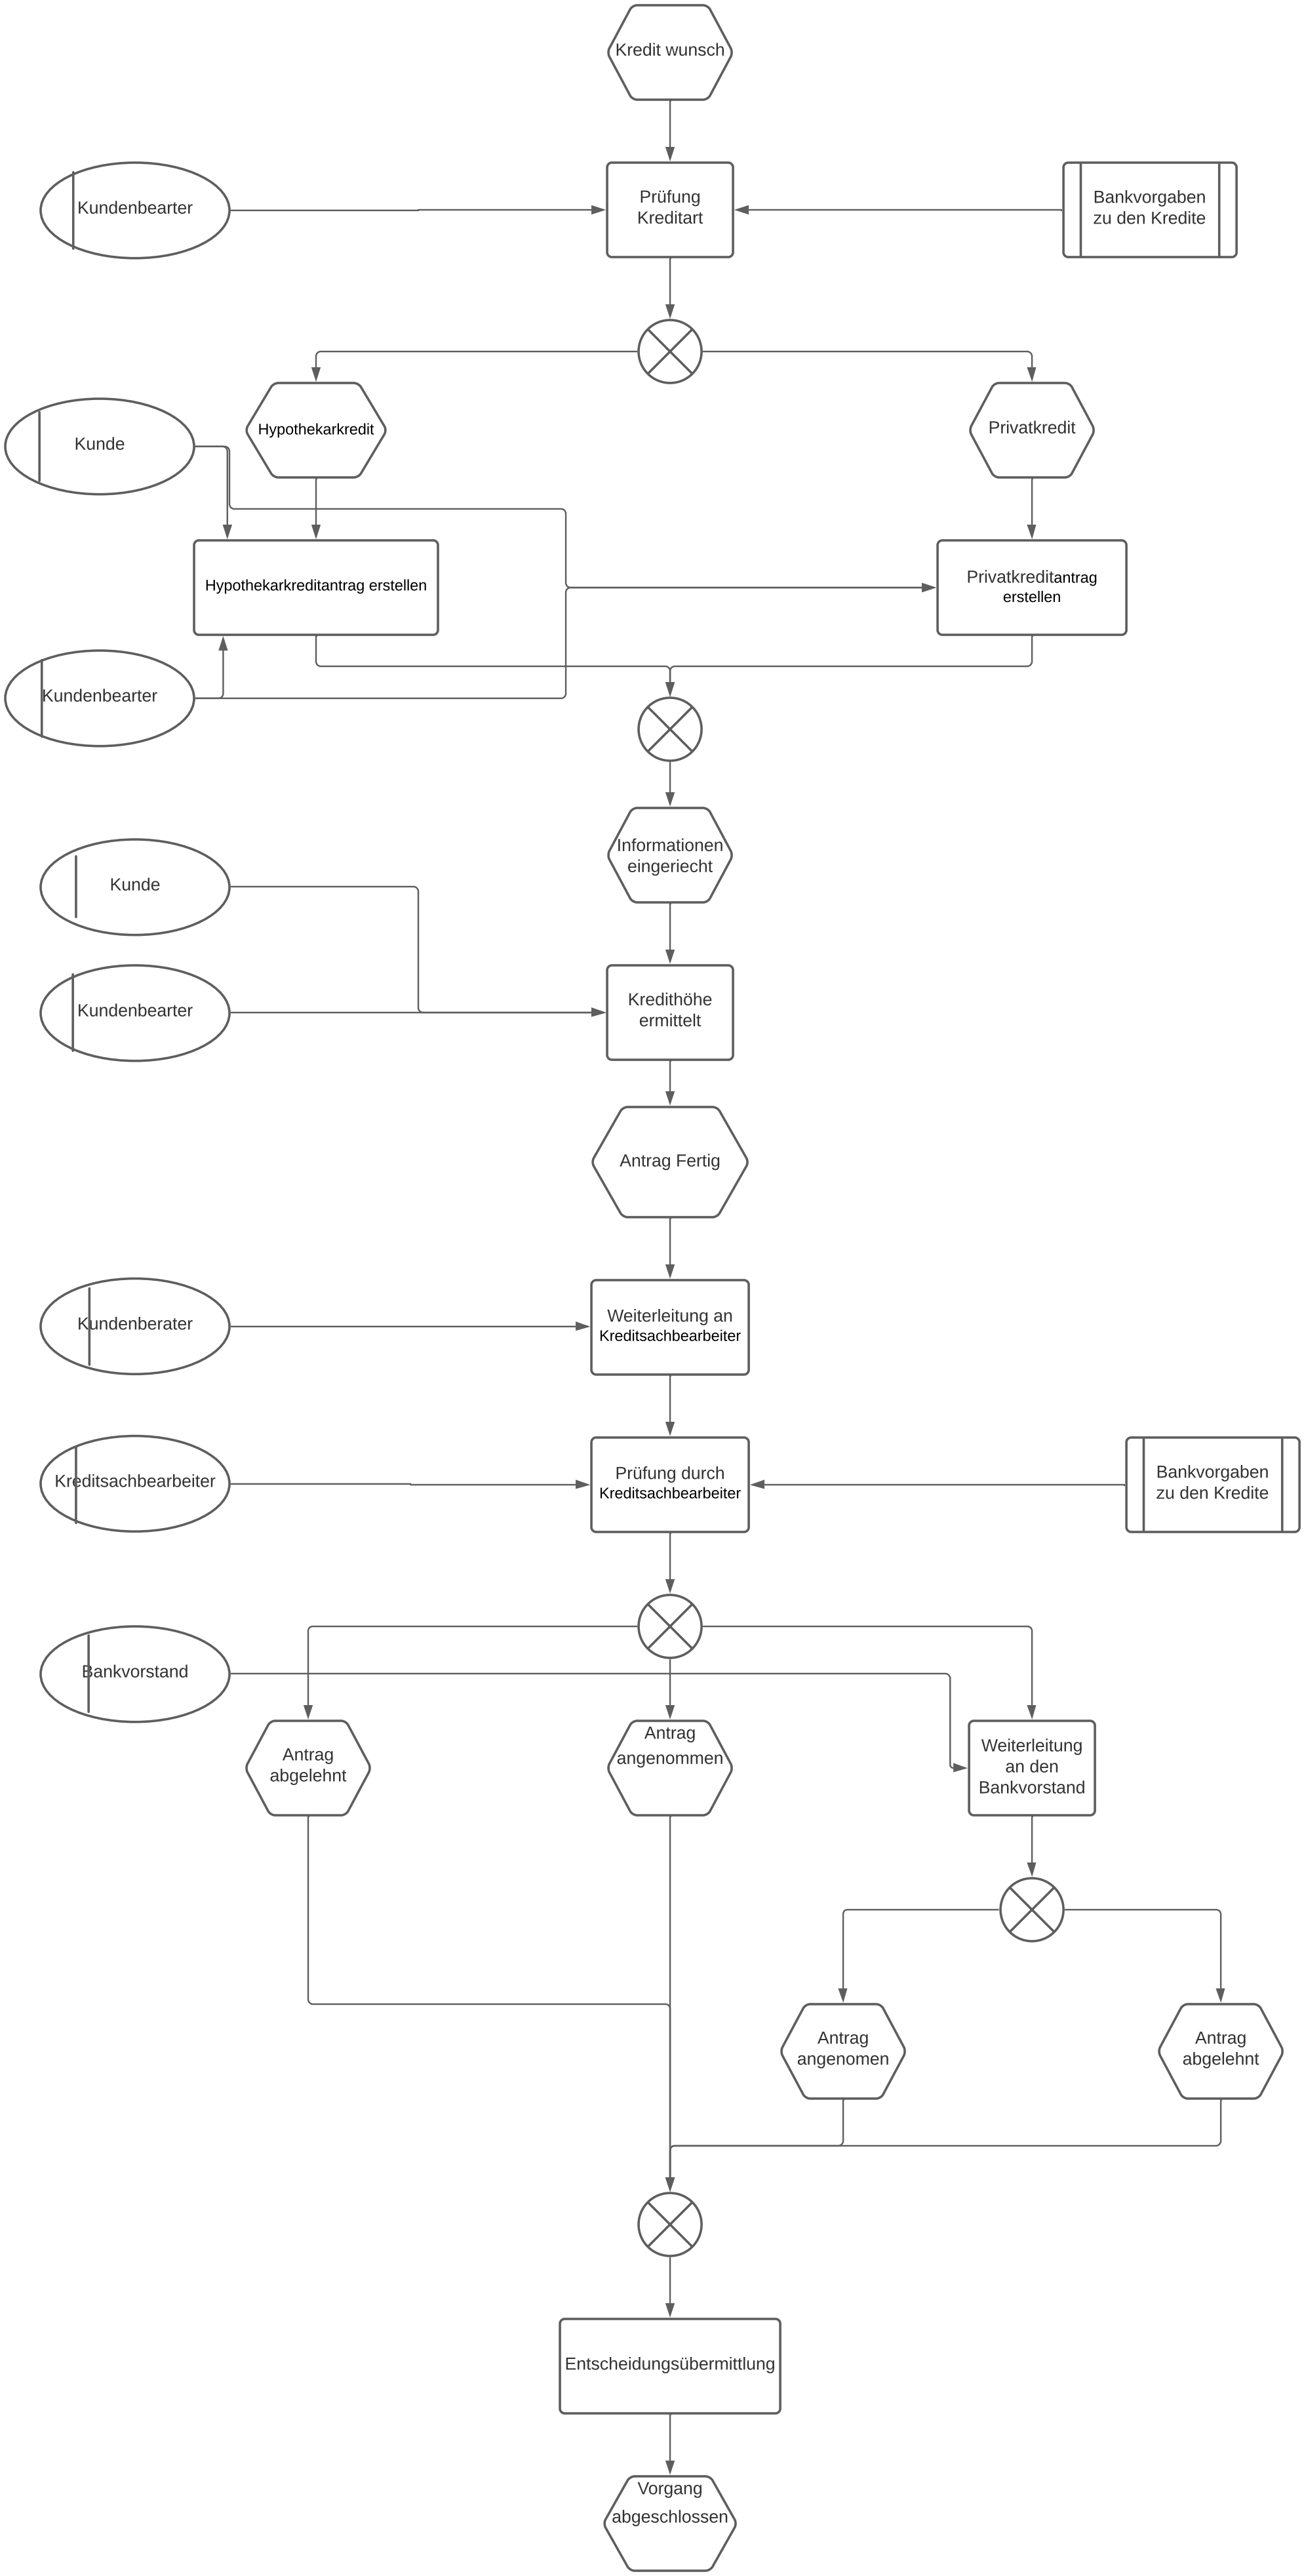 Kredit wunsch
Kundenbearter
Prüfung
Kreditart
Bankvorgaben
zu den Kredite
Kunde
Hypothekarkredit
Privatkredit
Hypothekarkreditantrag erstellen
Privatkreditantrag
erstellen
Kundenbearter
Informationen
eingeriecht
Kunde
Kundenbearter
Kredithöhe
ermittelt
Antrag Fertig
Kundenberater
Weiterleitung an
Kreditsachbearbeiter
Kreditsachbearbeiter
Prüfung durch
Kreditsachbearbeiter
Bankvorgaben
zu den Kredite
Bankvorstand
Antrag
abgelehnt
Antrag
angenommen
Weiterleitung
an den
Bankvorstand
Antrag
angenomen
Antrag
abgelehnt
Entscheidungsübermittlung
Vorgang
abgeschlossen